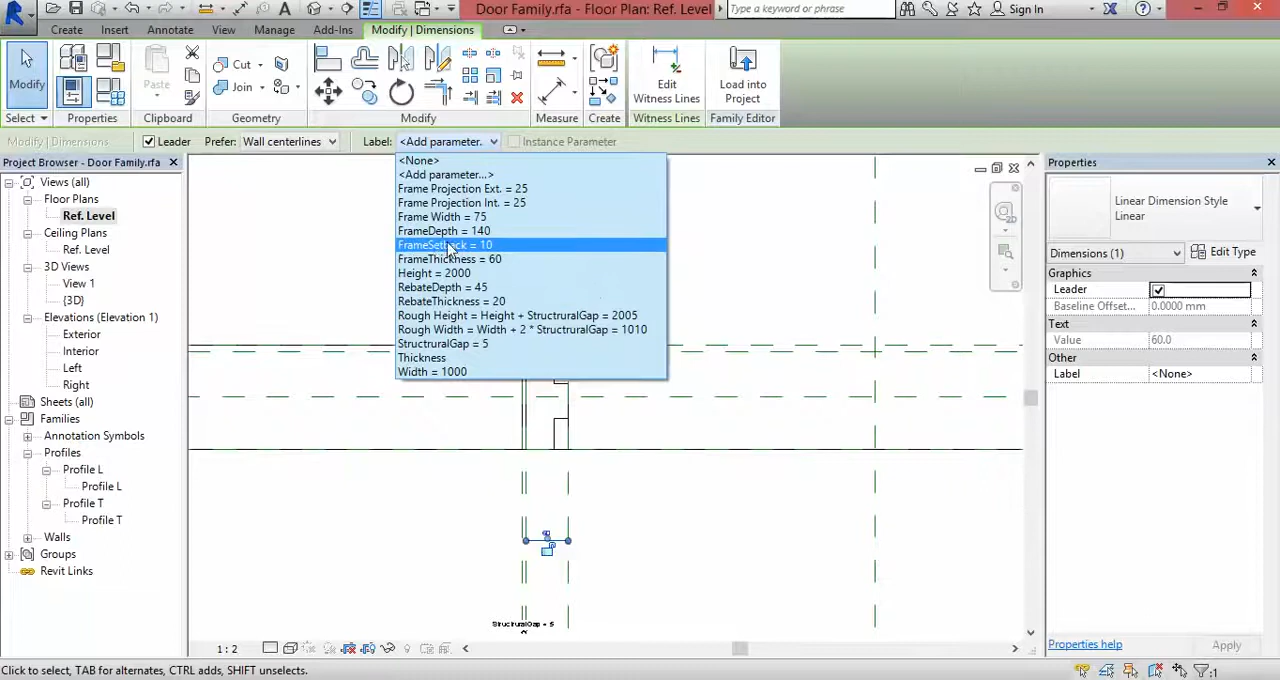 Door Family.rfa - Floor Plan: Ref. Level
Type a keyword or phrase
Sign In
Create
Insert
Annotate
View
Manage
Add-Ins
Modify | Dimensions
Modify
Cut
Join
Paste
Edit
Witness Lines
Load into
Project
Select
Properties
Clipboard
Geometry
Modify
Measure
Create
Witness Lines
Family Editor
Modify | Dimensions
Leader
Prefer:
Wall centerlines
Label:
<Add parameter.
Instance Parameter
Project Browser - Door Family.rfa
Views (all)
Floor Plans
Ref. Level
Ceiling Plans
Ref. Level
3D Views
View 1
{3D}
Elevations (Elevation 1)
Exterior
Interior
Left
Right
Sheets (all)
Families
Annotation Symbols
Profiles
Profile L
Profile L
Profile T
Profile T
Walls
Groups
Revit Links
<None>
<Add parameter...>
Frame Projection Ext. = 25
Frame Projection Int. = 25
Frame Width = 75
FrameDepth = 140
FrameSetback = 10
FrameThickness = 60
Height = 2000
RebateDepth = 45
RebateThickness = 20
Rough Height = Height + StructruralGap = 2005
Rough Width = Width + 2 * StructruralGap = 1010
StructruralGap = 5
Thickness
Width = 1000
StructruralGap = 5
1 : 2
Properties
Linear Dimension Style
Linear
Dimensions (1)
Edit Type
Graphics
Leader
Baseline Offset...
0.0000 mm
Text
Value
60.0
Other
Label
<None>
Properties help
Apply
Click to select, TAB for alternates, CTRL adds, SHIFT unselects.
:1